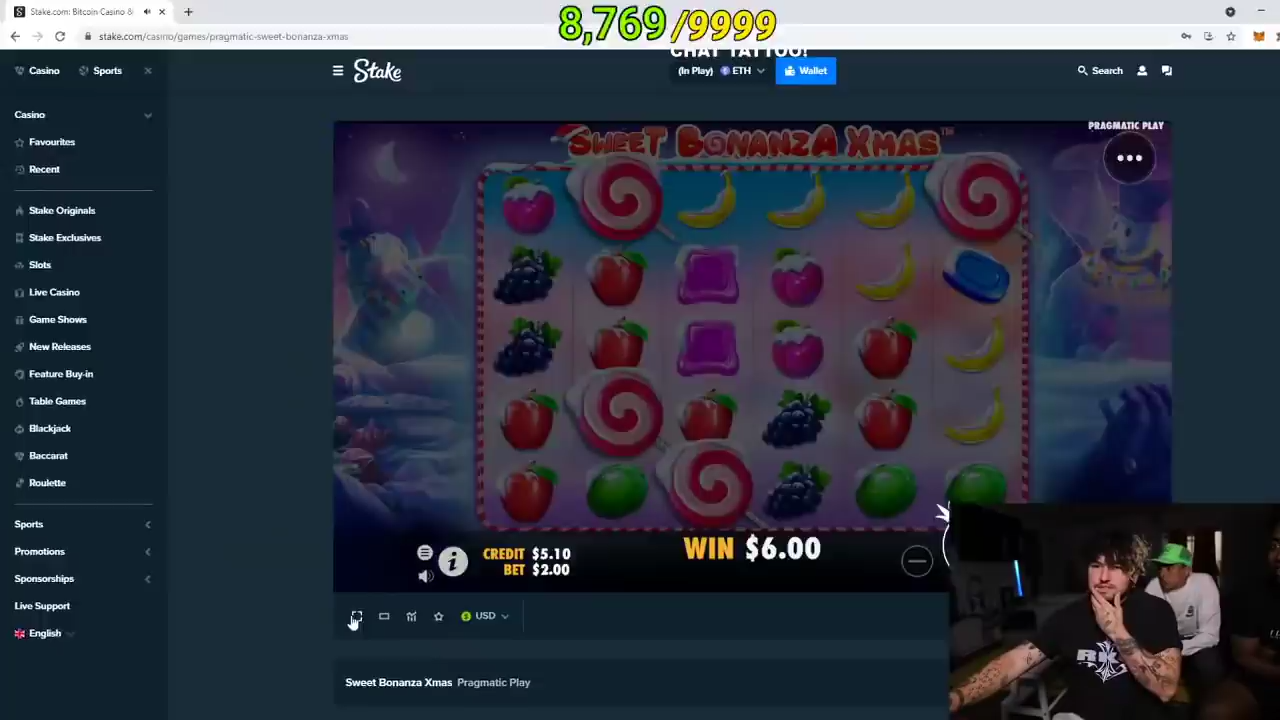 Stake.com: Bitcoin Casino &
8,769/9999
stake.com/casino/games/pragmatic-sweet-bonanza-xmas
CHAT TATTOO!
Casino
Sports
Stake
(In Play)
ETH
Wallet
Search
Casino
Favourites
Recent
Stake Originals
Stake Exclusives
Slots
Live Casino
Game Shows
New Releases
Feature Buy-in
Table Games
Blackjack
Baccarat
Roulette
Sports
Promotions
Sponsorships
Live Support
English
PRAGMATIC PLAY
SWEET BONANZA XMAS™
CREDIT $5.10
BET $2.00
WIN $6.00
USD
Sweet Bonanza Xmas Pragmatic Play
RK